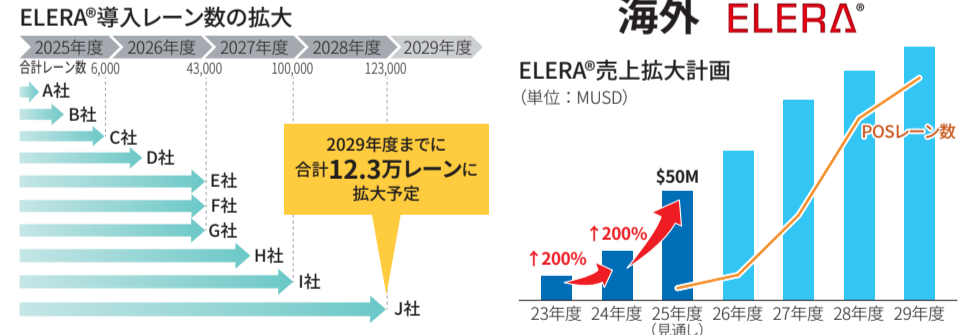 ELERA®導入レーン数の拡大
2025年度 2026年度 2027年度 2028年度 2029年度
合計レーン数 6,000 43,000 100,000 123,000
A社
B社
C社
D社
E社
F社
G社
H社
I社
J社
2029年度までに
合計12.3万レーンに
拡大予定
海外 ELERA®
ELERA®売上拡大計画
（単位：MUSD）
POSレーン数
$50M
↑200%
↑200%
23年度 24年度 25年度 26年度 27年度 28年度 29年度
（見通し）